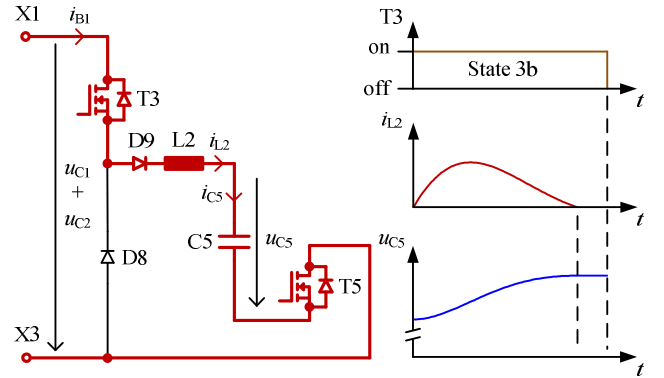 X1
iB1
T3
D9
L2
iL2
iC5
uC1
+
uC2
C5
uC5
D8
T5
X3
T3
on
State 3b
off
t
iL2
t
uC5
t